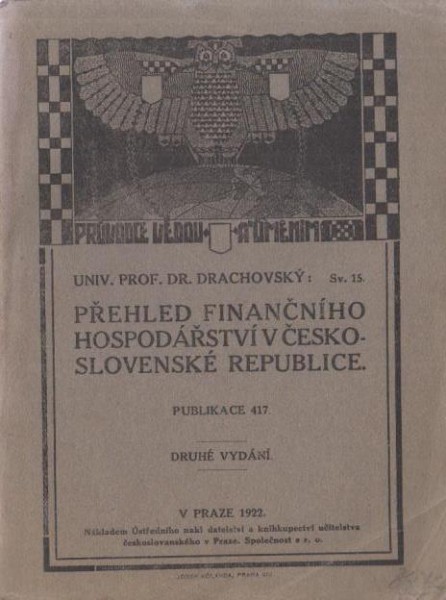 PRŮVODCE VĚDOU A UMĚNÍM
UNIV. PROF. DR. DRACHOVSKÝ: Sv. 15.
PŘEHLED FINANČNÍHO
HOSPODÁŘSTVÍ V ČESKO-
SLOVENSKÉ REPUBLICE.
PUBLIKACE 417
DRUHÉ VYDÁNÍ.
V PRAZE 1922.
Nákladem Ústředního nakladatelství a knihkupectví učitelstva
československého v Praze. Společnost s r. o.
PRAHA